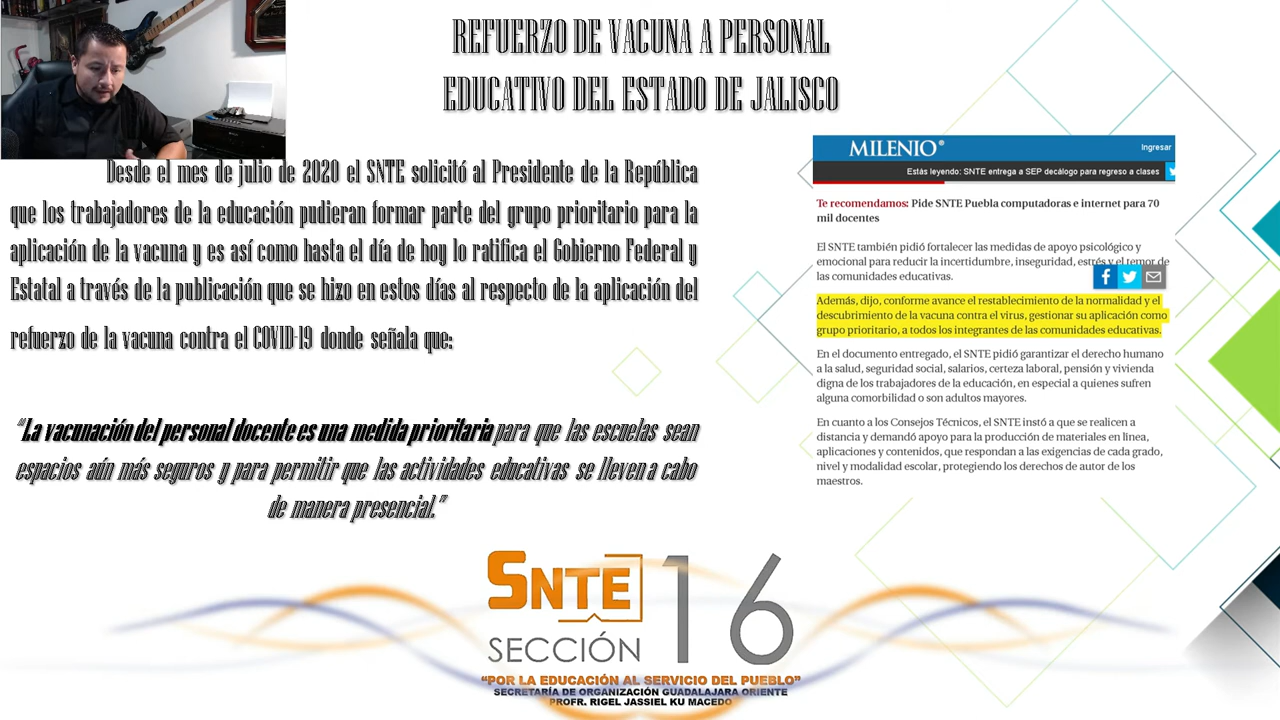 REFUERZO DE VACUNA A PERSONAL
EDUCATIVO DEL ESTADO DE JALISCO
Desde el mes de julio de 2020 el SNTE solicitó al Presidente de la República
que los trabajadores de la educación pudieran formar parte del grupo prioritario para la
aplicación de la vacuna y es así como hasta el día de hoy lo ratifica el Gobierno Federal y
Estatal a través de la publicación que se hizo en estos días al respecto de la aplicación del
refuerzo de la vacuna contra el COVID-19 donde señala que:
“La vacunación del personal docente es una medida prioritaria para que las escuelas sean
espacios aún más seguros y para permitir que las actividades educativas se lleven a cabo
de manera presencial.”
MILENIO®
Ingresar
Estás leyendo: SNTE entrega a SEP decálogo para regreso a clases
Te recomendamos: Pide SNTE Puebla computadoras e internet para 70
mil docentes
El SNTE también pidió fortalecer las medidas de apoyo psicológico y
emocional para reducir la incertidumbre, inseguridad, estrés y el temor de
las comunidades educativas.
Además, dijo, conforme avance el restablecimiento de la normalidad y el
descubrimiento de la vacuna contra el virus, gestionar su aplicación como
grupo prioritario, a todos los integrantes de las comunidades educativas.
En el documento entregado, el SNTE pidió garantizar el derecho humano
a la salud, seguridad social, salarios, certeza laboral, pensión y vivienda
digna de los trabajadores de la educación, en especial a quienes sufren
alguna comorbilidad o son adultos mayores.
En cuanto a los Consejos Técnicos, el SNTE instó a que se realicen a
distancia y demandó apoyo para la producción de materiales en línea,
aplicaciones y contenidos, que respondan a las exigencias de cada grado,
nivel y modalidad escolar, protegiendo los derechos de autor de los
maestros.
SNTE
SECCIÓN
16
“POR LA EDUCACIÓN AL SERVICIO DEL PUEBLO”
SECRETARÍA DE ORGANIZACIÓN GUADALAJARA ORIENTE
PROFR. RIGEL JASSIEL KU MACEDO